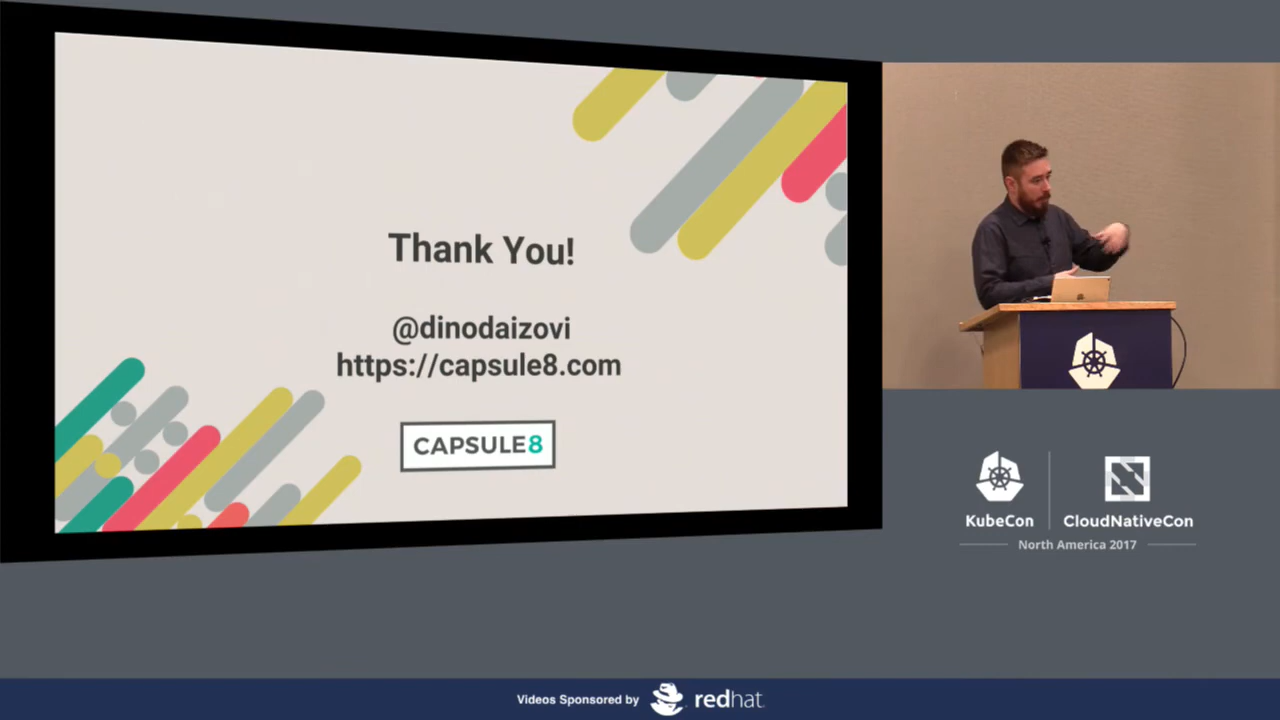 Thank You!
@dinodaizovi
https://capsule8.com
CAPSULE8
KubeCon
CloudNativeCon
North America 2017
Videos Sponsored by
redhat.